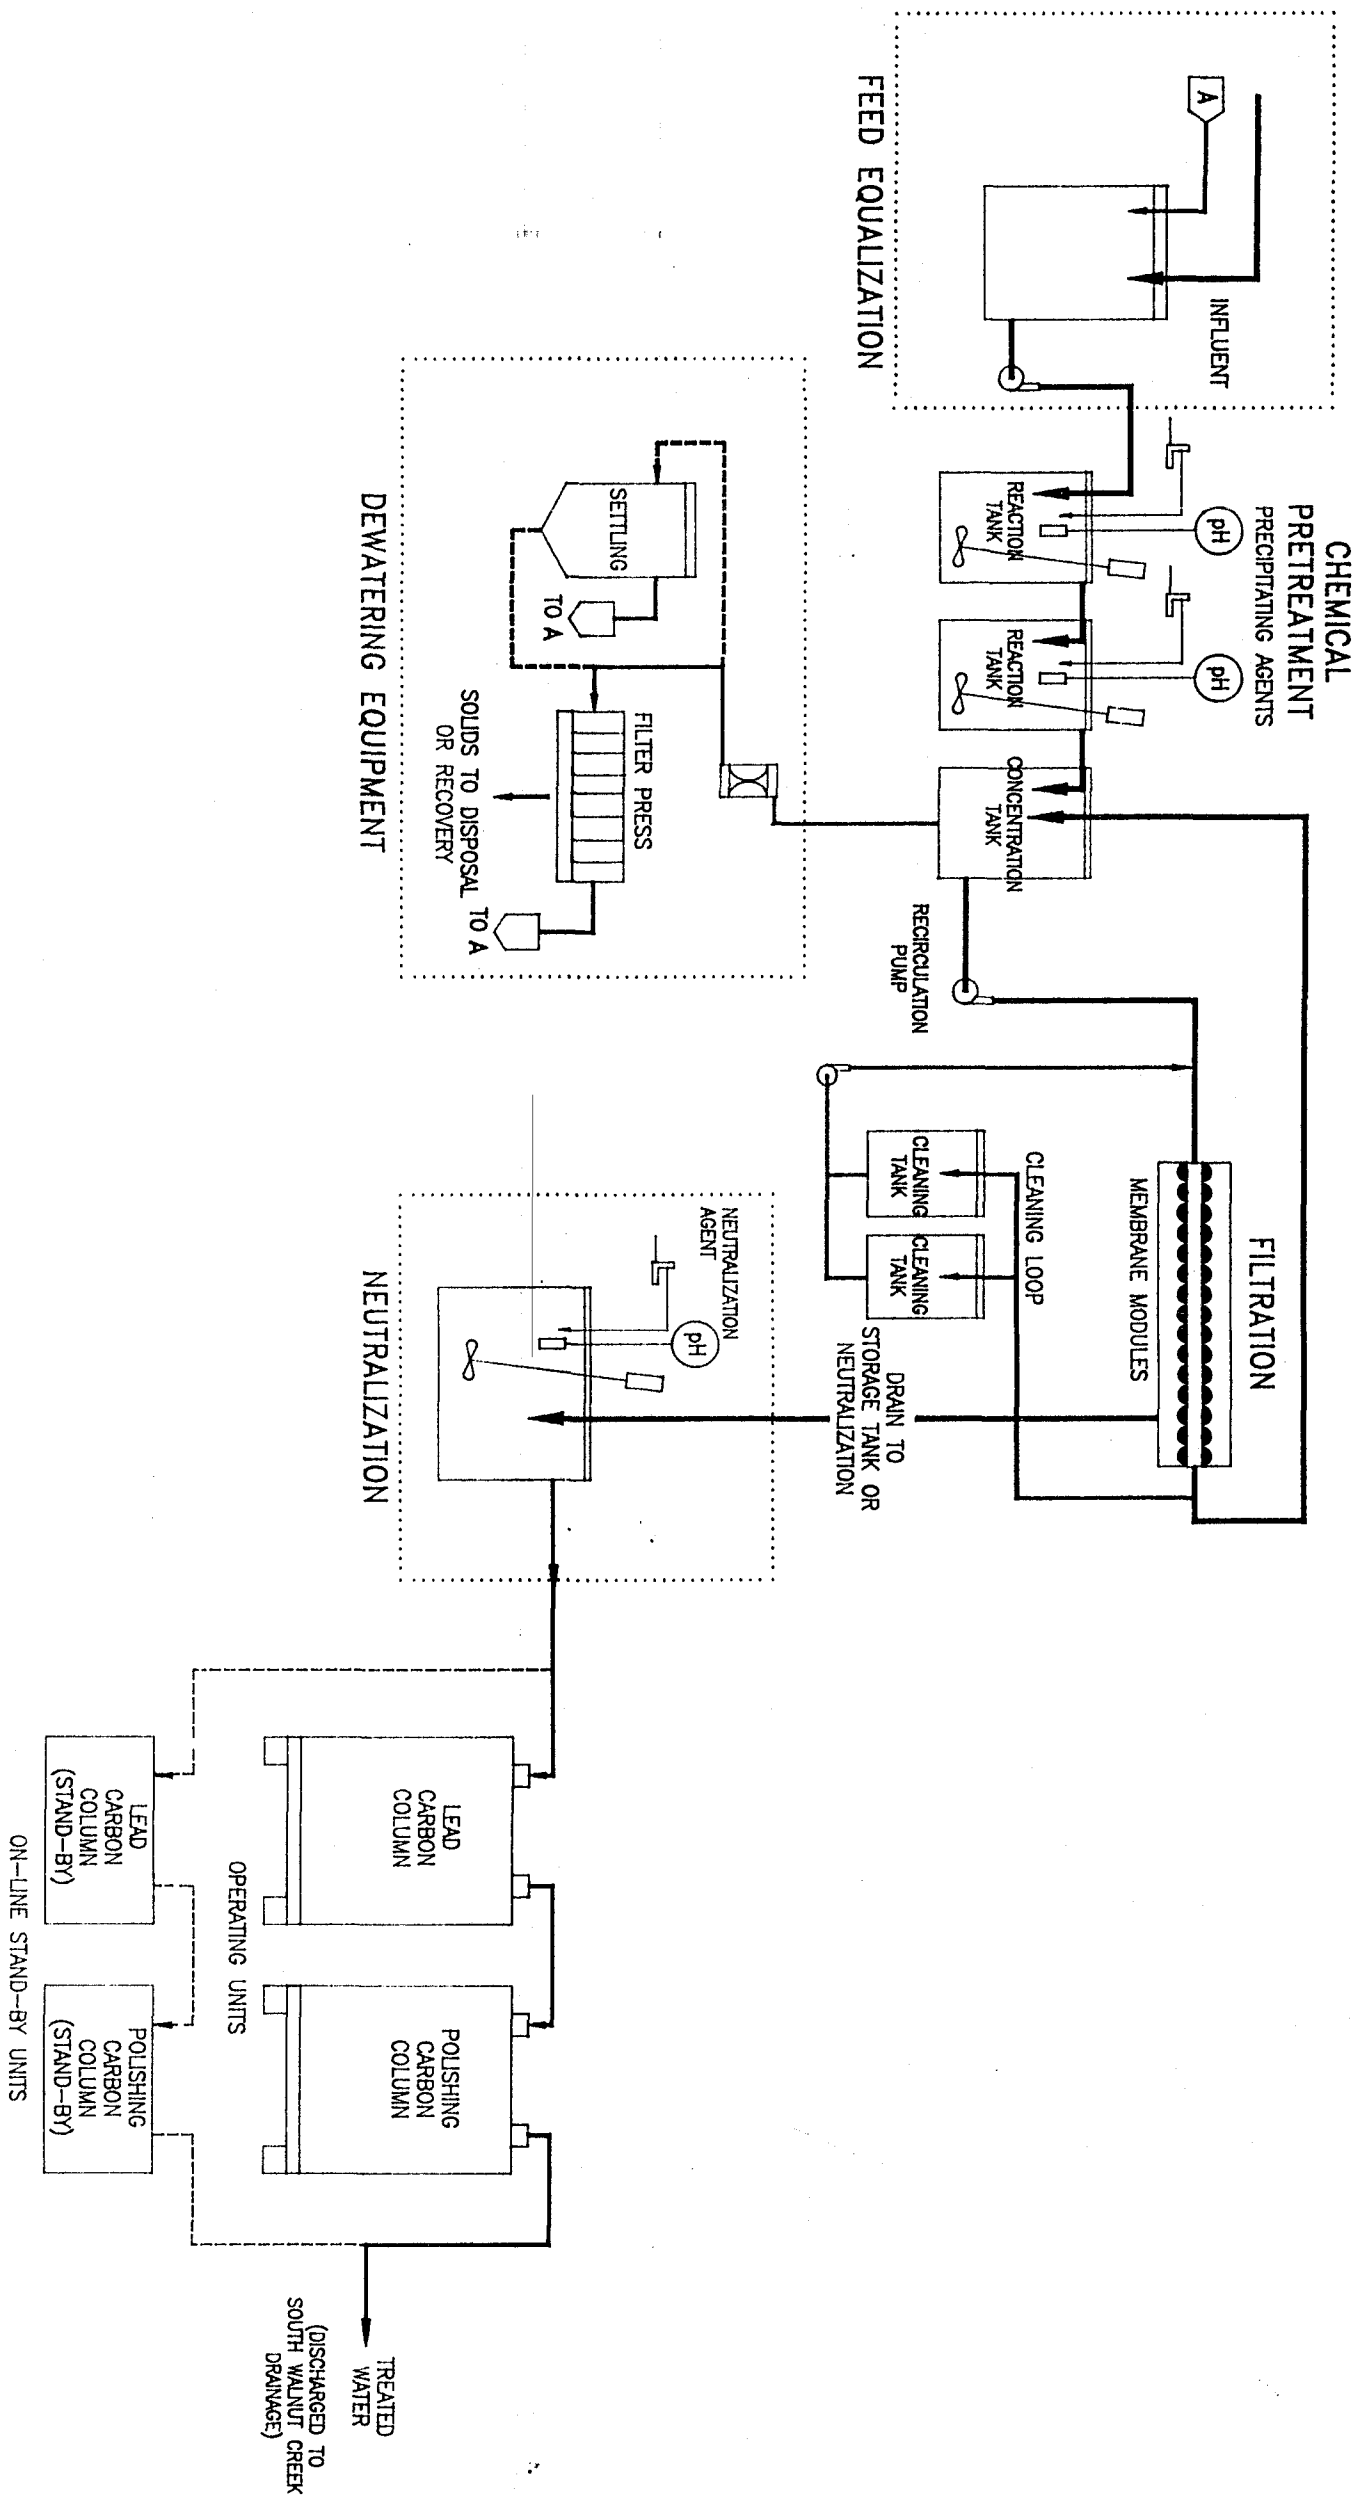 CHEMICAL
PRETREATMENT
PRECIPITATING AGENTS
A
INFLUENT
FEED EQUALIZATION
pH
REACTION
TANK
pH
REACTION
TANK
CONCENTRATION
TANK
RECIRCULATION
PUMP
FILTRATION
MEMBRANE MODULES
CLEANING LOOP
CLEANING
TANK
CLEANING
TANK
DRAIN TO
STORAGE TANK OR
NEUTRALIZATION
SETTLING
TO A
FILTER PRESS
SOLIDS TO DISPOSAL
OR RECOVERY
TO A
DEWATERING EQUIPMENT
NEUTRALIZATION
AGENT
pH
NEUTRALIZATION
LEAD
CARBON
COLUMN
POLISHING
CARBON
COLUMN
OPERATING UNITS
LEAD
CARBON
COLUMN
(STAND-BY)
POLISHING
CARBON
COLUMN
(STAND-BY)
ON-LINE STAND-BY UNITS
TREATED
WATER
(DISCHARGED TO
SOUTH WALNUT CREEK
DRAINAGE)